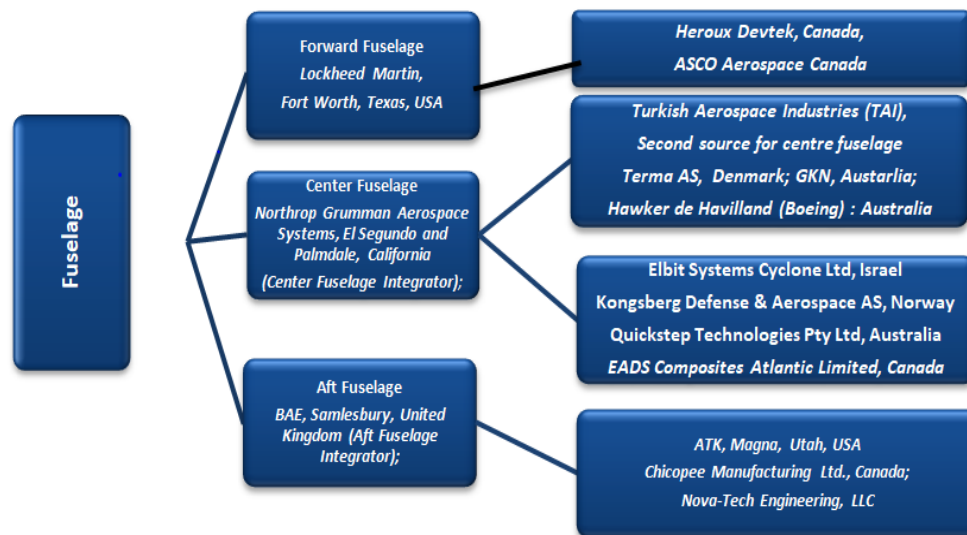 Fuselage
Forward Fuselage
Lockheed Martin,
Fort Worth, Texas, USA
Heroux Devtek, Canada,
ASCO Aerospace Canada
Center Fuselage
Northrop Grumman Aerospace
Systems, El Segundo and
Palmdale, California
(Center Fuselage Integrator);
Turkish Aerospace Industries (TAI),
Second source for centre fuselage
Terma AS, Denmark; GKN, Austarlia;
Hawker de Havilland (Boeing) : Australia
Elbit Systems Cyclone Ltd, Israel
Kongsberg Defense & Aerospace AS, Norway
Quickstep Technologies Pty Ltd, Australia
EADS Composites Atlantic Limited, Canada
Aft Fuselage
BAE, Samlesbury, United
Kingdom (Aft Fuselage
Integrator);
ATK, Magna, Utah, USA
Chicopee Manufacturing Ltd., Canada;
Nova-Tech Engineering, LLC